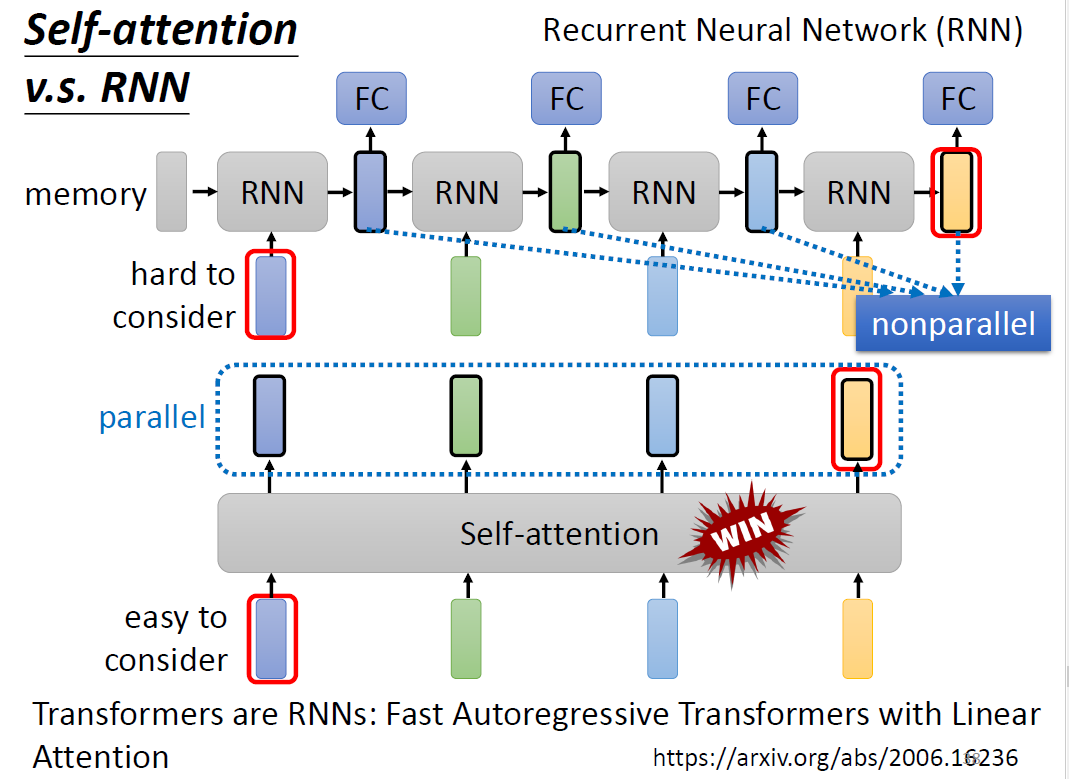 Self-attention
v.s. RNN
Recurrent Neural Network (RNN)
FC
FC
FC
FC
memory
RNN
RNN
RNN
RNN
hard to
consider
nonparallel
parallel
Self-attention
WIN
easy to
consider
Transformers are RNNs: Fast Autoregressive Transformers with Linear
Attention
https://arxiv.org/abs/2006.16236
38